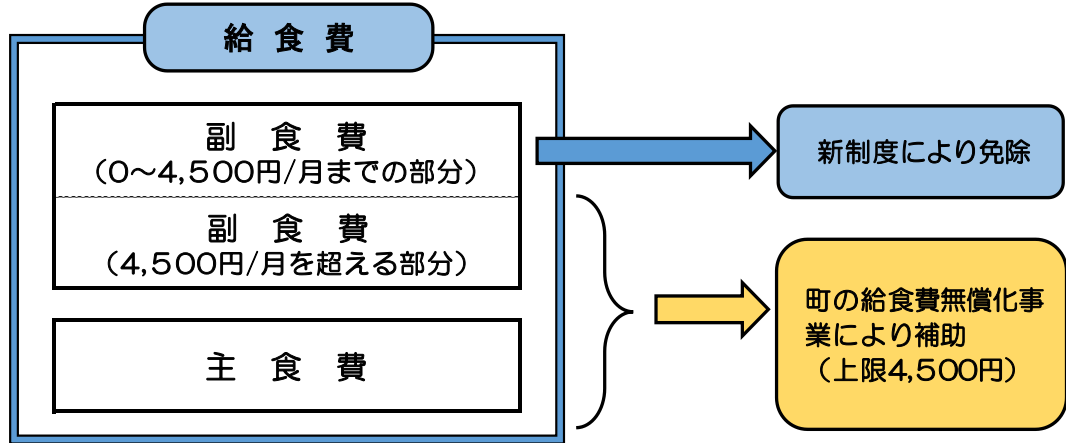 給 食 費
副 食 費
（0～4,500円/月までの部分）
副 食 費
（4,500円/月を超える部分）
主 食 費
新制度により免除
町の給食費無償化事
業により補助
（上限4,500円）